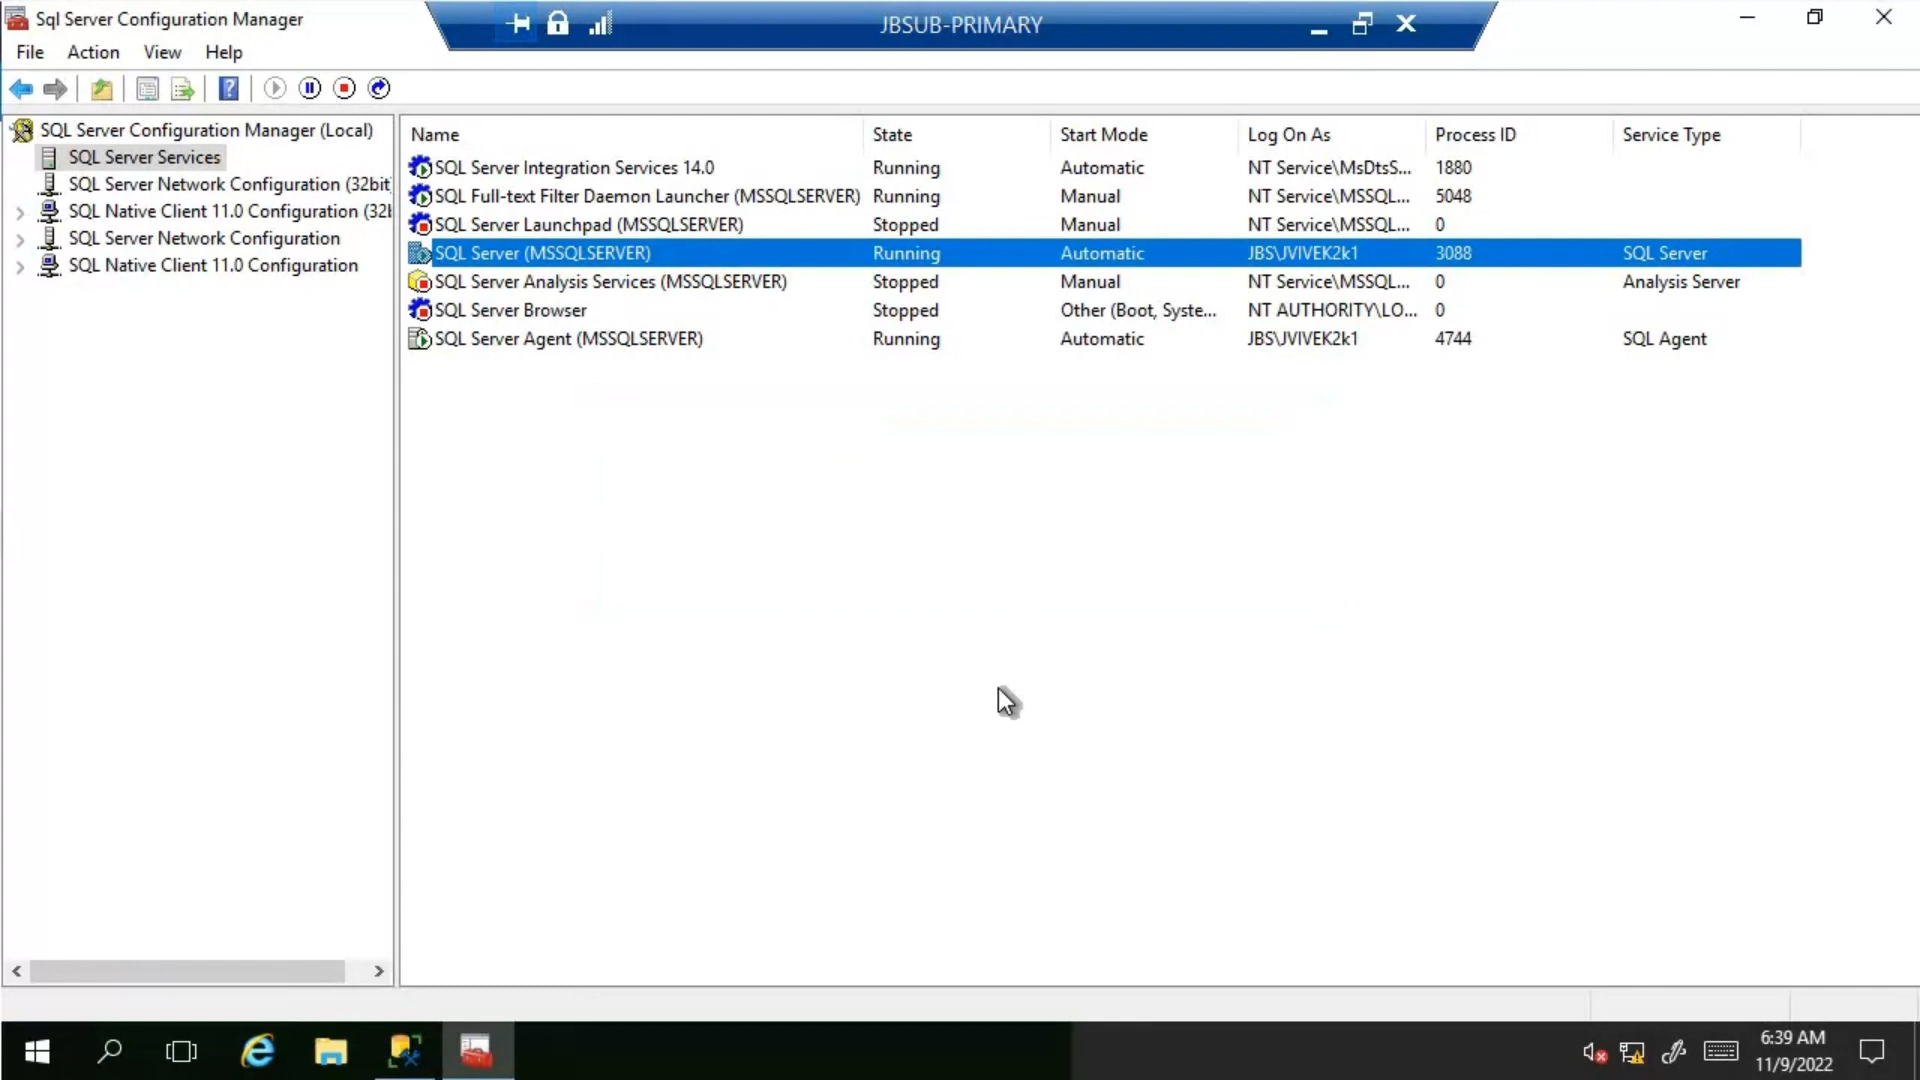 Sql Server Configuration Manager
JBSUB-PRIMARY
File Action View Help
SQL Server Configuration Manager (Local)
SQL Server Services
SQL Server Network Configuration (32bit
SQL Native Client 11.0 Configuration (32b
SQL Server Network Configuration
SQL Native Client 11.0 Configuration
Name State Start Mode Log On As Process ID Service Type
SQL Server Integration Services 14.0 Running Automatic NT Service\MsDtsS... 1880
SQL Full-text Filter Daemon Launcher (MSSQLSERVER) Running Manual NT Service\MSSQL... 5048
SQL Server Launchpad (MSSQLSERVER) Stopped Manual NT Service\MSSQL... 0
SQL Server (MSSQLSERVER) Running Automatic JBS\JVIVEK2k1 3088 SQL Server
SQL Server Analysis Services (MSSQLSERVER) Stopped Manual NT Service\MSSQL... 0 Analysis Server
SQL Server Browser Stopped Other (Boot, Syste... NT AUTHORITY\LO... 0
SQL Server Agent (MSSQLSERVER) Running Automatic JBS\JVIVEK2k1 4744 SQL Agent
6:39 AM
11/9/2022